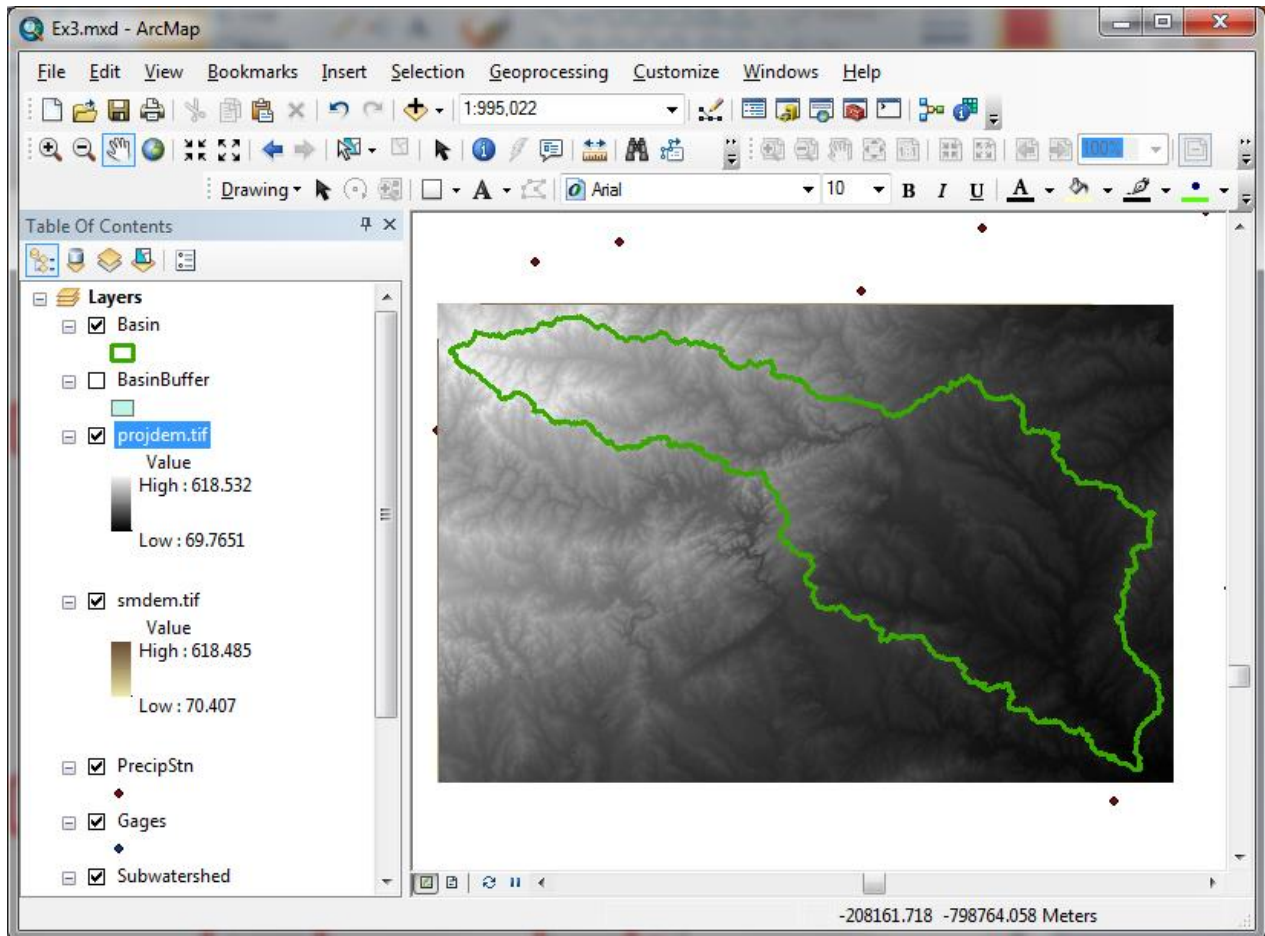 Ex3.mxd - ArcMap
File Edit View Bookmarks Insert Selection Geoprocessing Customize Windows Help
1:995,022
100%
Drawing A Arial 10 B I U A
Table Of Contents
Layers
Basin
BasinBuffer
projdem.tif
Value
High : 618.532
Low : 69.7651
smdem.tif
Value
High : 618.485
Low : 70.407
PrecipStn
Gages
Subwatershed
-208161.718 -798764.058 Meters